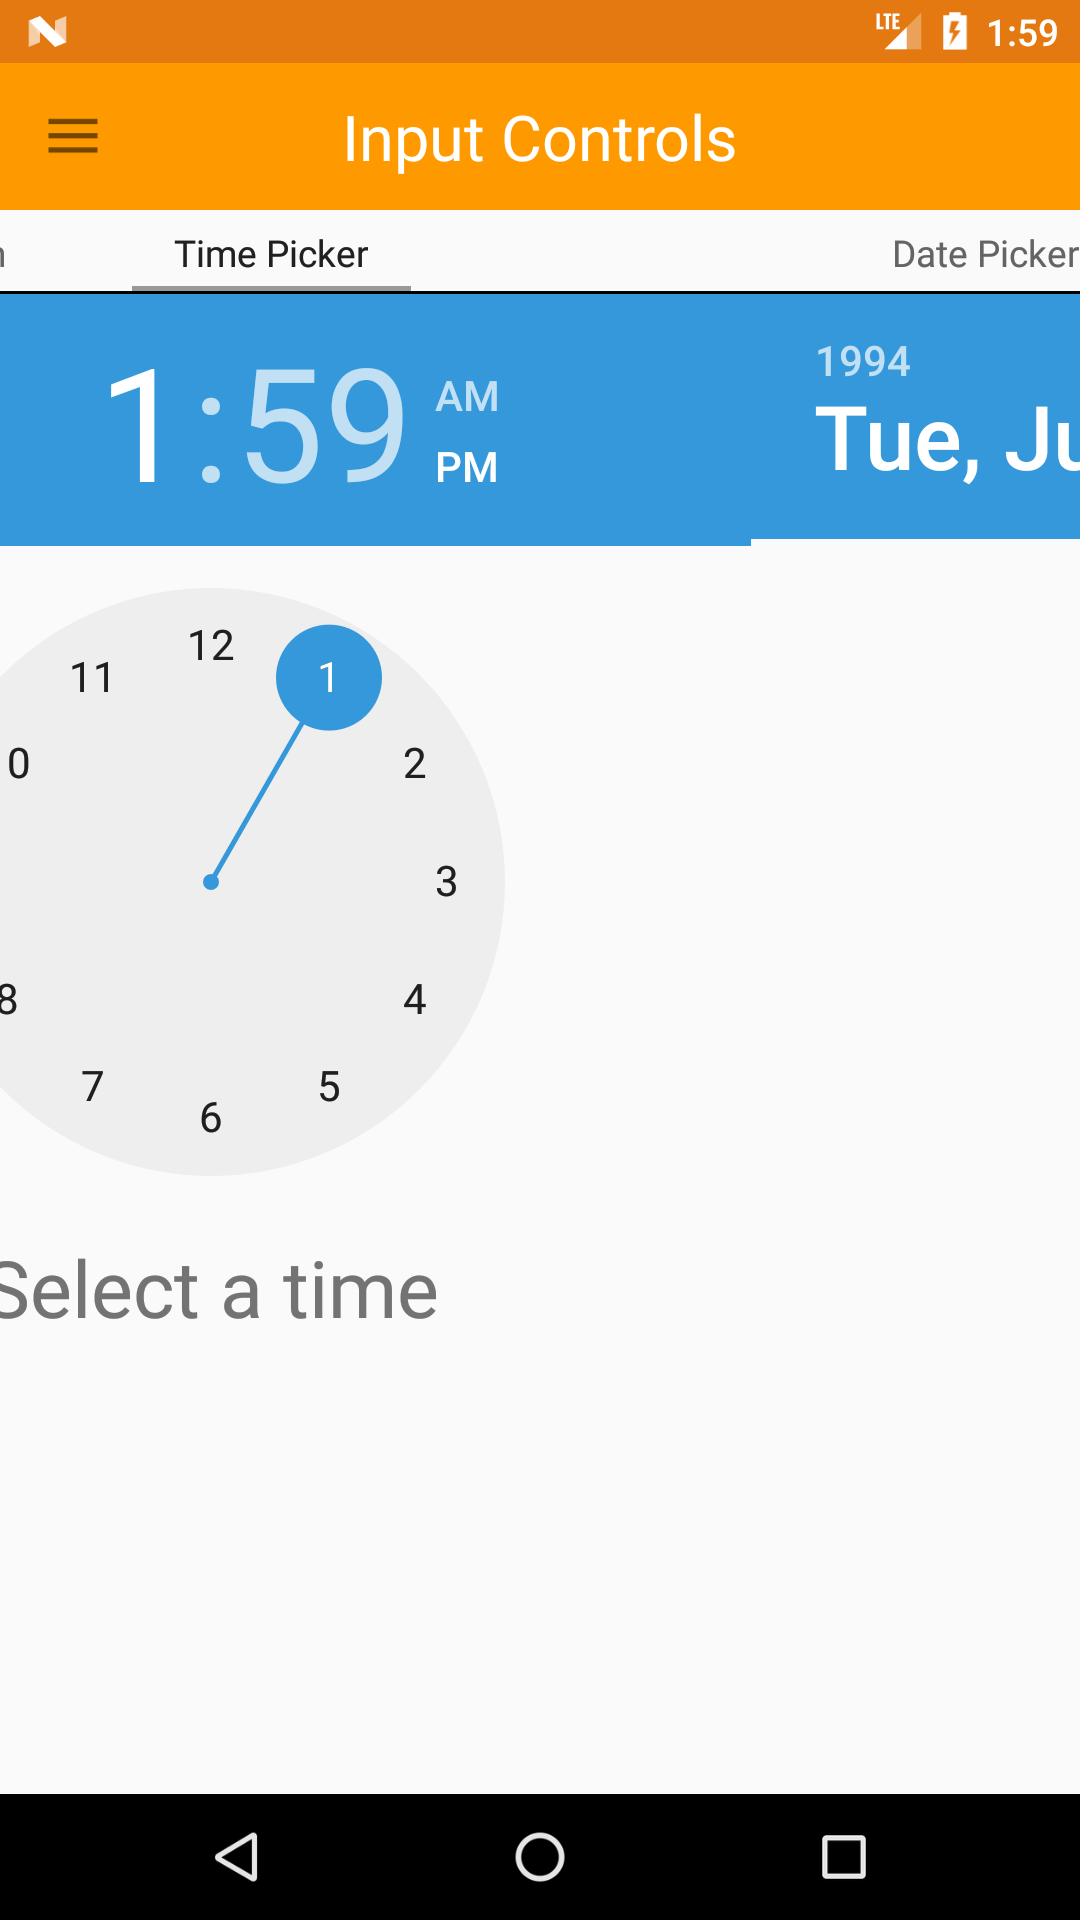 LTE 1:59
Input Controls
Time Picker Date Picker
1:59 AM PM
1994
Tue, Ju
12
11 1
0 2
3
8 4
7 5
6
Select a time